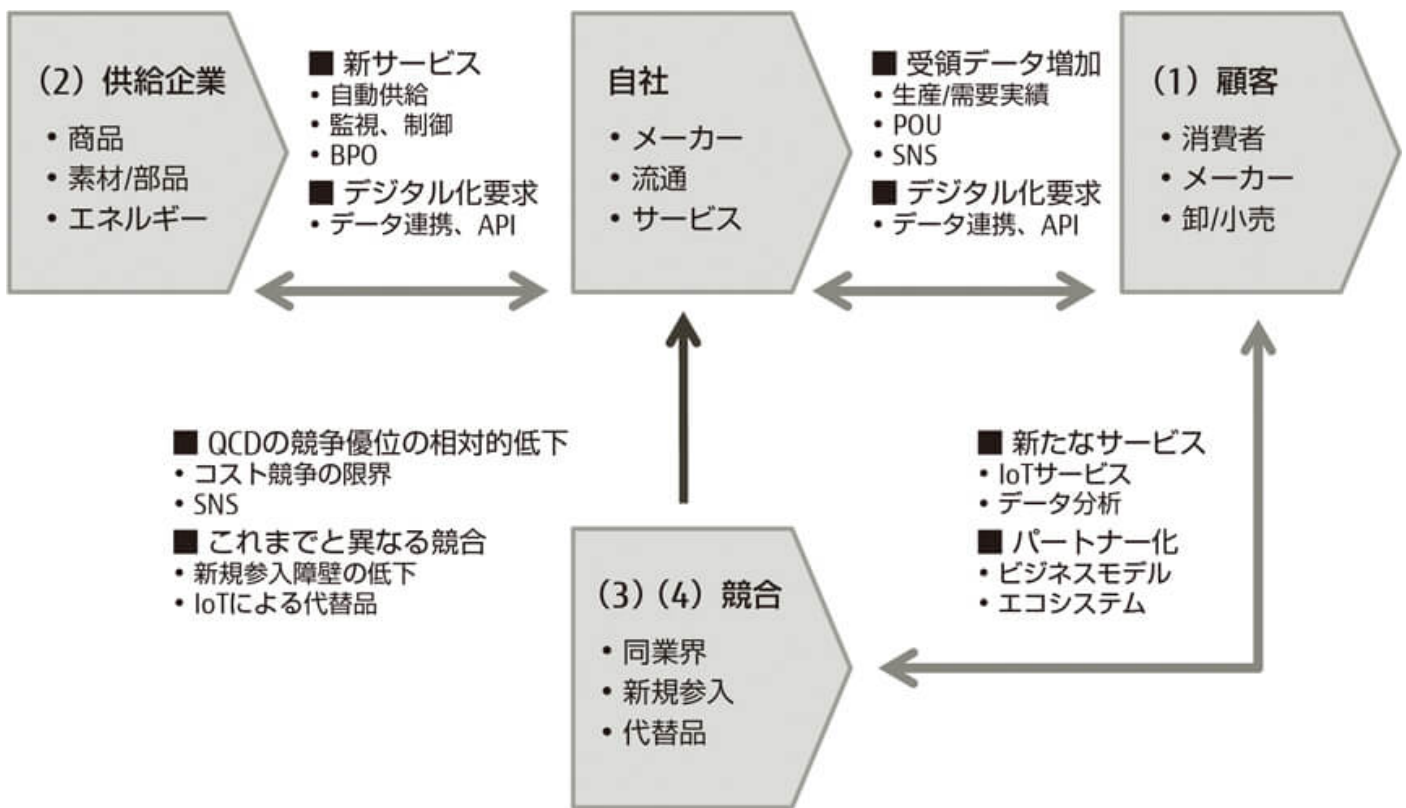 (2) 供給企業
• 商品
• 素材/部品
• エネルギー
■ 新サービス
• 自動供給
• 監視、制御
• BPO
■ デジタル化要求
• データ連携、API
自社
• メーカー
• 流通
• サービス
■ 受領データ増加
• 生産/需要実績
• POU
• SNS
■ デジタル化要求
• データ連携、API
(1) 顧客
• 消費者
• メーカー
• 卸/小売
■ QCDの競争優位の相対的低下
• コスト競争の限界
• SNS
■ これまでと異なる競合
• 新規参入障壁の低下
• IoTによる代替品
(3)(4) 競合
• 同業界
• 新規参入
• 代替品
■ 新たなサービス
• IoTサービス
• データ分析
■ パートナー化
• ビジネスモデル
• エコシステム